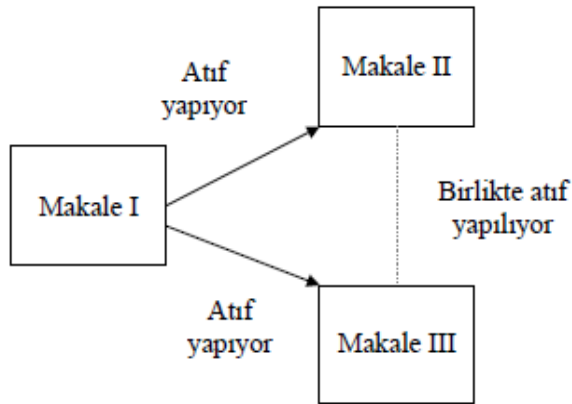 Atıf
yapıyor
Makale II
Makale I
Birlikte atıf
yapılıyor
Atıf
yapıyor
Makale III